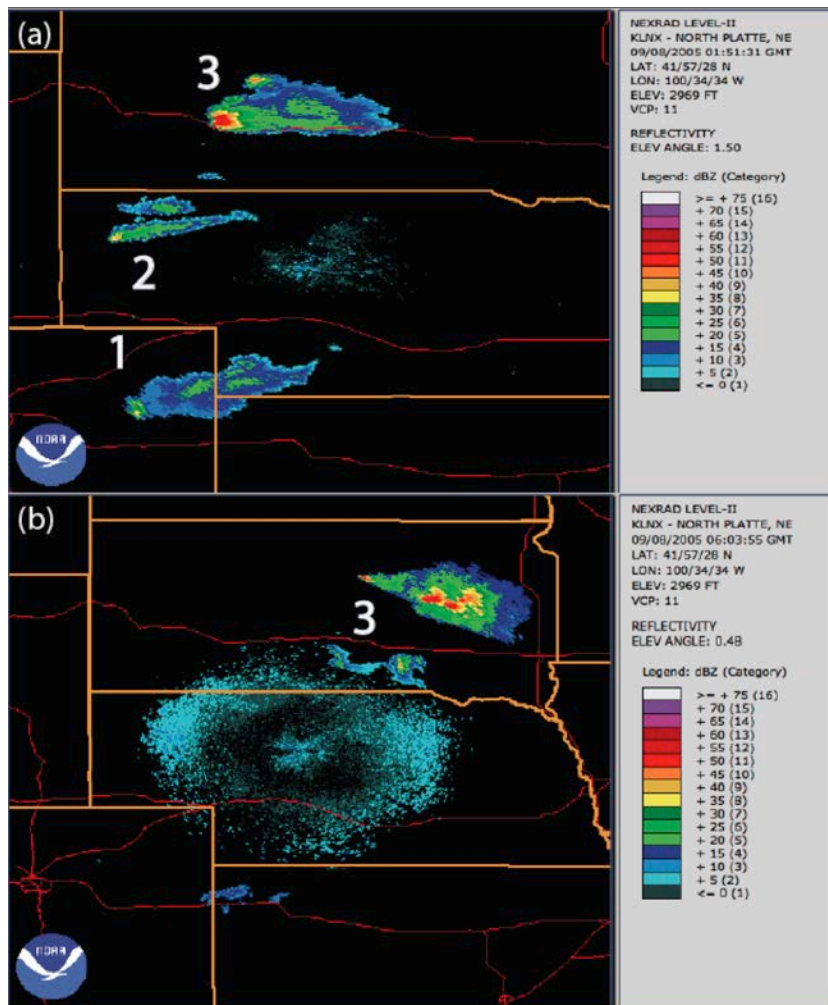 (a)
3
2
1
NOAA
NEXRAD LEVEL-II
KLNX - NORTH PLATTE, NE
09/08/2005 01:51:31 GMT
LAT: 41/57/28 N
LON: 100/34/34 W
ELEV: 2969 FT
VCP: 11
REFLECTIVITY
ELEV ANGLE: 1.50
Legend: dBZ (Category)
>= + 75 (16)
+ 70 (15)
+ 65 (14)
+ 60 (13)
+ 55 (12)
+ 50 (11)
+ 45 (10)
+ 40 (9)
+ 35 (8)
+ 30 (7)
+ 25 (6)
+ 20 (5)
+ 15 (4)
+ 10 (3)
+ 5 (2)
<= 0 (1)
(b)
3
NOAA
NEXRAD LEVEL-II
KLNX - NORTH PLATTE, NE
09/08/2005 06:03:55 GMT
LAT: 41/57/28 N
LON: 100/34/34 W
ELEV: 2969 FT
VCP: 11
REFLECTIVITY
ELEV ANGLE: 0.48
Legend: dBZ (Category)
>= + 75 (16)
+ 70 (15)
+ 65 (14)
+ 60 (13)
+ 55 (12)
+ 50 (11)
+ 45 (10)
+ 40 (9)
+ 35 (8)
+ 30 (7)
+ 25 (6)
+ 20 (5)
+ 15 (4)
+ 10 (3)
+ 5 (2)
<= 0 (1)